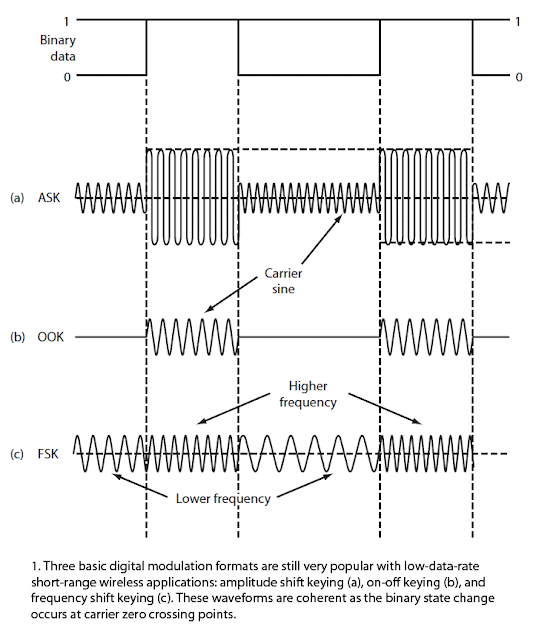 1
1
Binary
data
0
0
(a) ASK
Carrier
sine
(b) OOK
Higher
frequency
(c) FSK
Lower frequency
1. Three basic digital modulation formats are still very popular with low-data-rate
short-range wireless applications: amplitude shift keying (a), on-off keying (b), and
frequency shift keying (c). These waveforms are coherent as the binary state change
occurs at carrier zero crossing points.